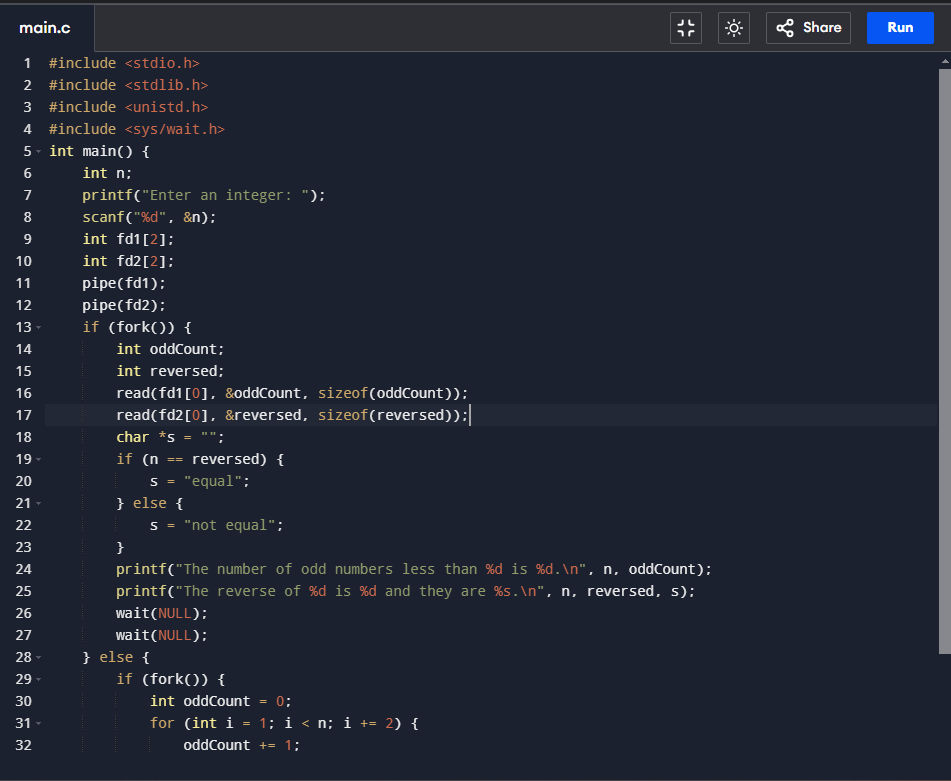 main.c
Share
Run
1 #include <stdio.h>
2 #include <stdlib.h>
3 #include <unistd.h>
4 #include <sys/wait.h>
5 int main() {
6     int n;
7     printf("Enter an integer: ");
8     scanf("%d", &n);
9     int fd1[2];
10     int fd2[2];
11     pipe(fd1);
12     pipe(fd2);
13     if (fork()) {
14         int oddCount;
15         int reversed;
16         read(fd1[0], &oddCount, sizeof(oddCount));
17         read(fd2[0], &reversed, sizeof(reversed));
18         char *s = "";
19         if (n == reversed) {
20             s = "equal";
21         } else {
22             s = "not equal";
23         }
24         printf("The number of odd numbers less than %d is %d.\n", n, oddCount);
25         printf("The reverse of %d is %d and they are %s.\n", n, reversed, s);
26         wait(NULL);
27         wait(NULL);
28     } else {
29         if (fork()) {
30             int oddCount = 0;
31             for (int i = 1; i < n; i += 2) {
32                 oddCount += 1;